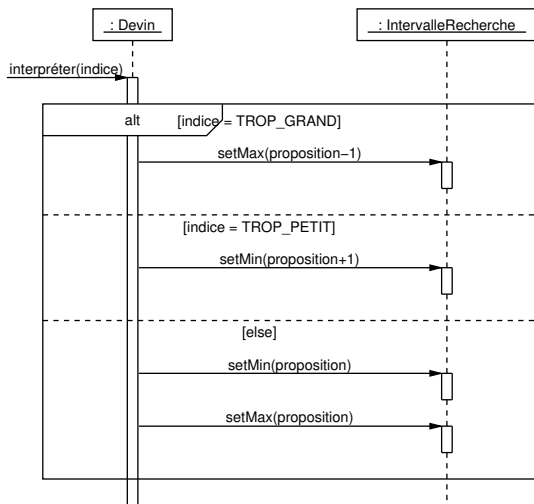 : Devin
: IntervalleRecherche
interpréter(indice)
alt [indice = TROP_GRAND]
setMax(proposition−1)
[indice = TROP_PETIT]
setMin(proposition+1)
[else]
setMin(proposition)
setMax(proposition)